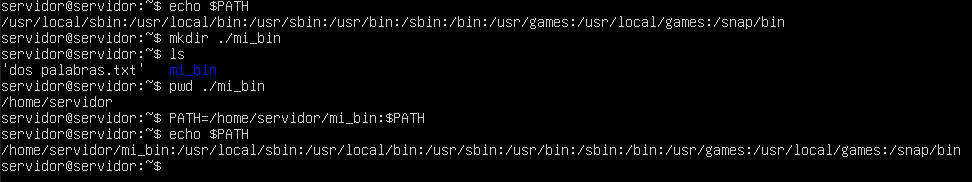 servidor@servidor:~$ echo $PATH
/usr/local/sbin:/usr/local/bin:/usr/sbin:/usr/bin:/sbin:/bin:/usr/games:/usr/local/games:/snap/bin
servidor@servidor:~$ mkdir ./mi_bin
servidor@servidor:~$ ls
'dos palabras.txt'   mi_bin
servidor@servidor:~$ pwd ./mi_bin
/home/servidor
servidor@servidor:~$ PATH=/home/servidor/mi_bin:$PATH
servidor@servidor:~$ echo $PATH
/home/servidor/mi_bin:/usr/local/sbin:/usr/local/bin:/usr/sbin:/usr/bin:/sbin:/bin:/usr/games:/usr/local/games:/snap/bin
servidor@servidor:~$